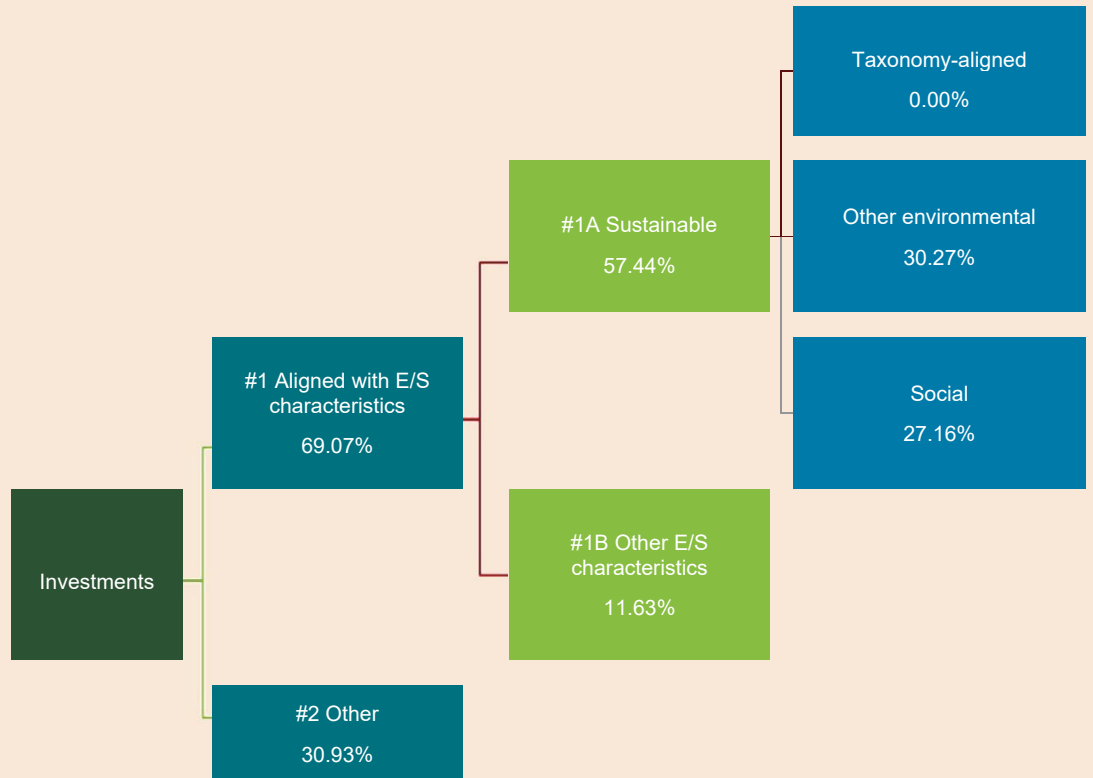 Investments
#1 Aligned with E/S
characteristics
69.07%
#2 Other
30.93%
#1A Sustainable
57.44%
#1B Other E/S
characteristics
11.63%
Taxonomy-aligned
0.00%
Other environmental
30.27%
Social
27.16%